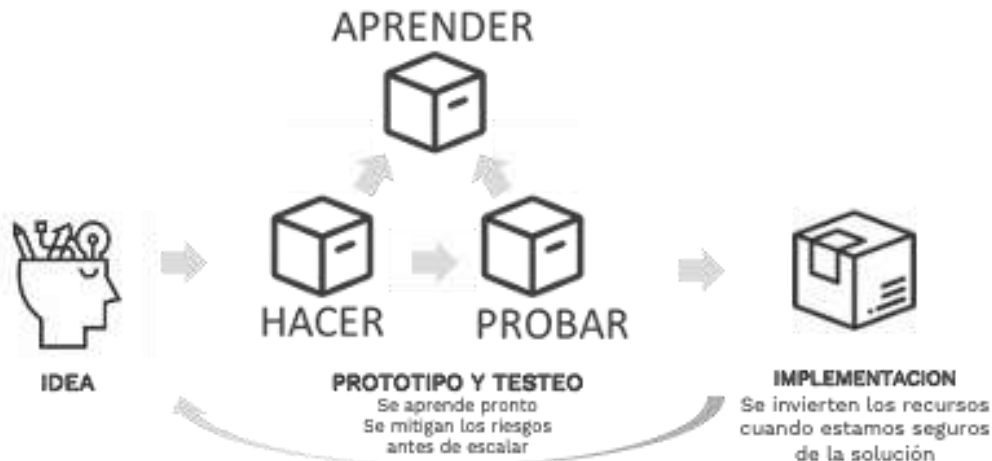 APRENDER
HACER
PROBAR
IDEA
PROTOTIPO Y TESTEO
Se aprende pronto
Se mitigan los riesgos
antes de escalar
IMPLEMENTACION
Se invierten los recursos
cuando estamos seguros
de la solución